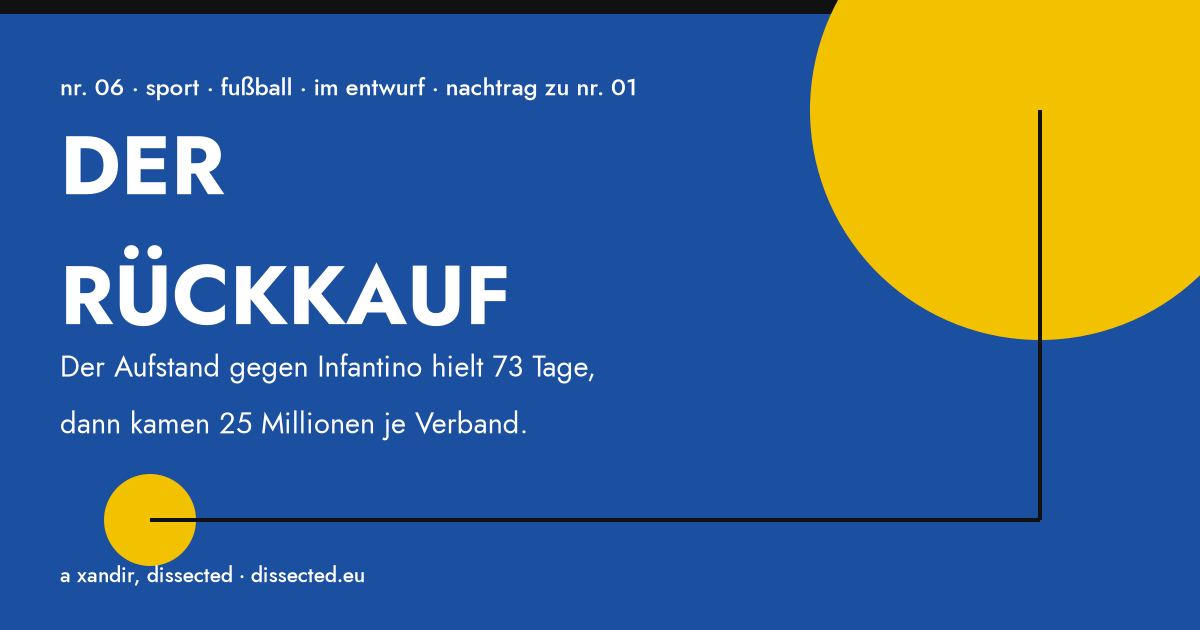 nr. 06 · sport · fußball · im entwurf · nachtrag zu nr. 01
DER
RÜCKKAUF
Der Aufstand gegen Infantino hielt 73 Tage,
dann kamen 25 Millionen je Verband.
a xandir, dissected · dissected.eu